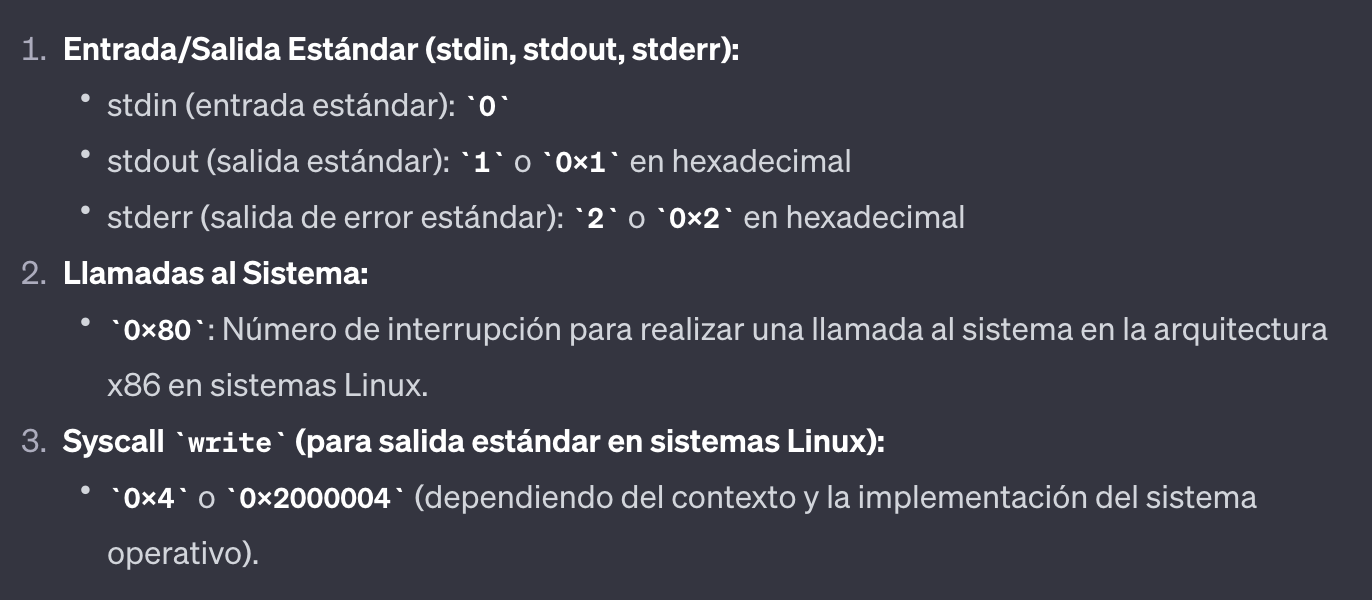 1. Entrada/Salida Estándar (stdin, stdout, stderr):
• stdin (entrada estándar): `0`
• stdout (salida estándar): `1` o `0x1` en hexadecimal
• stderr (salida de error estándar): `2` o `0x2` en hexadecimal
2. Llamadas al Sistema:
• `0x80`: Número de interrupción para realizar una llamada al sistema en la arquitectura
x86 en sistemas Linux.
3. Syscall `write` (para salida estándar en sistemas Linux):
• `0x4` o `0x2000004` (dependiendo del contexto y la implementación del sistema
operativo).